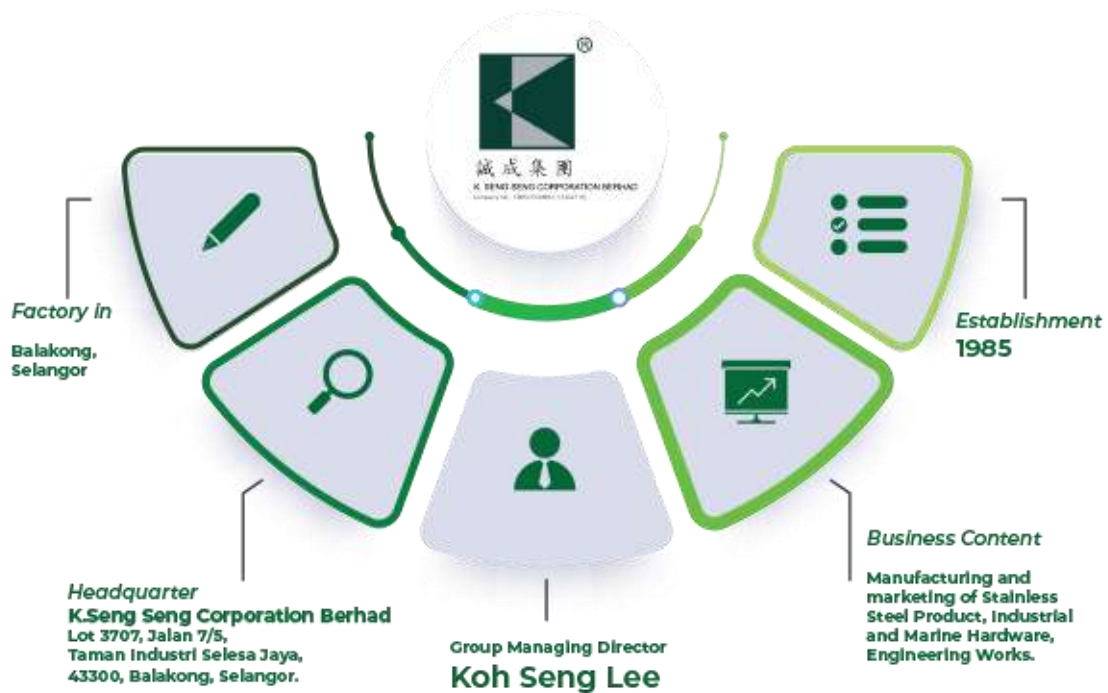 ®
誠成集團
K. SENG SENG CORPORATION BERHAD
Factory in
Balakong,
Selangor
Headquarter
K.Seng Seng Corporation Berhad
Lot 3707, Jalan 7/5,
Taman Industri Selesa Jaya,
43300, Balakong, Selangor.
Group Managing Director
Koh Seng Lee
Business Content
Manufacturing and
marketing of Stainless
Steel Product, Industrial
and Marine Hardware,
Engineering Works.
Establishment
1985